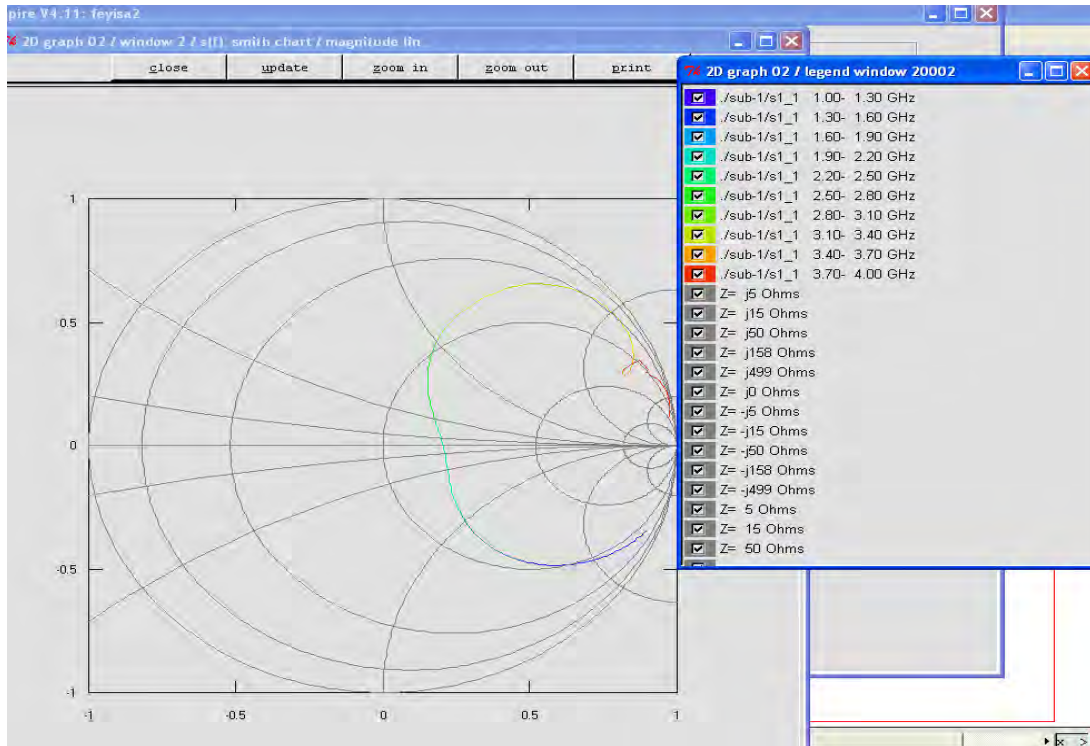 pire V4.11: feyisa2
2D graph 02 / window 2 / s(f): smith chart / magnitude lin
close update zoom in zoom out print
2D graph 02 / legend window 20002
./sub-1/s1_1 1.00- 1.30 GHz
./sub-1/s1_1 1.30- 1.60 GHz
./sub-1/s1_1 1.60- 1.90 GHz
./sub-1/s1_1 1.90- 2.20 GHz
./sub-1/s1_1 2.20- 2.50 GHz
./sub-1/s1_1 2.50- 2.80 GHz
./sub-1/s1_1 2.80- 3.10 GHz
./sub-1/s1_1 3.10- 3.40 GHz
./sub-1/s1_1 3.40- 3.70 GHz
./sub-1/s1_1 3.70- 4.00 GHz
Z= j5 Ohms
Z= j15 Ohms
Z= j50 Ohms
Z= j158 Ohms
Z= j499 Ohms
Z= j0 Ohms
Z= -j5 Ohms
Z= -j15 Ohms
Z= -j50 Ohms
Z= -j158 Ohms
Z= -j499 Ohms
Z= 5 Ohms
Z= 15 Ohms
Z= 50 Ohms
1
0.5
0
-0.5
-1
-1 -0.5 0 0.5 1